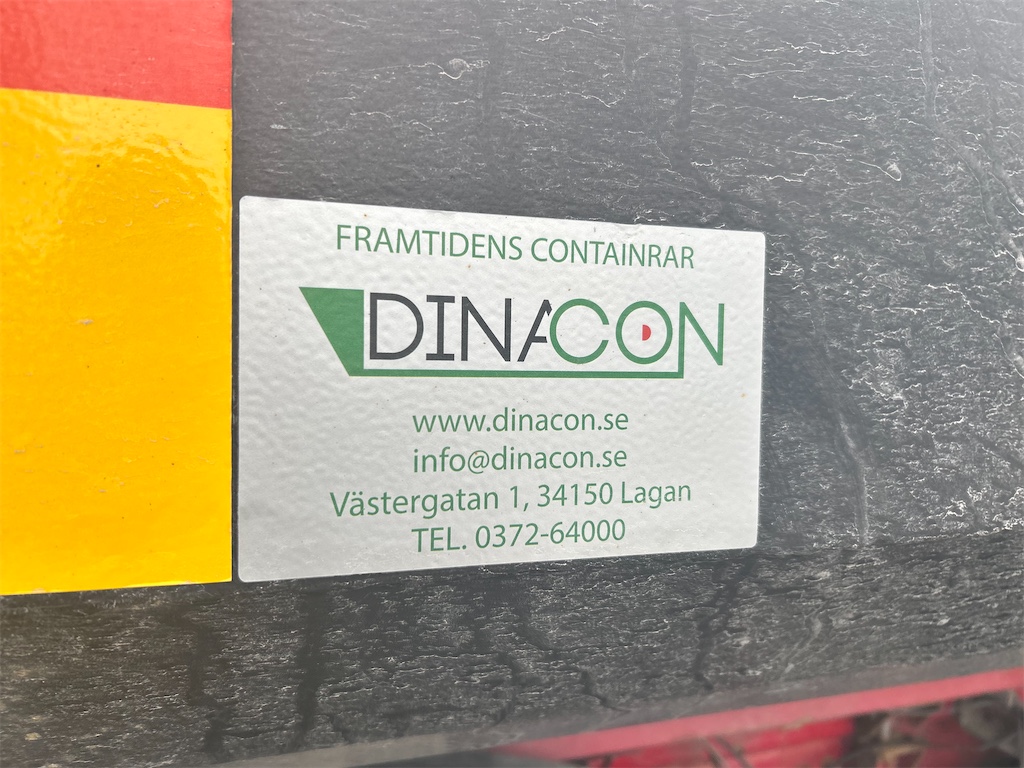 FRAMTIDENS CONTAINRAR
DINACON
www.dinacon.se
info@dinacon.se
Västergatan 1, 34150 Lagan
TEL. 0372-64000